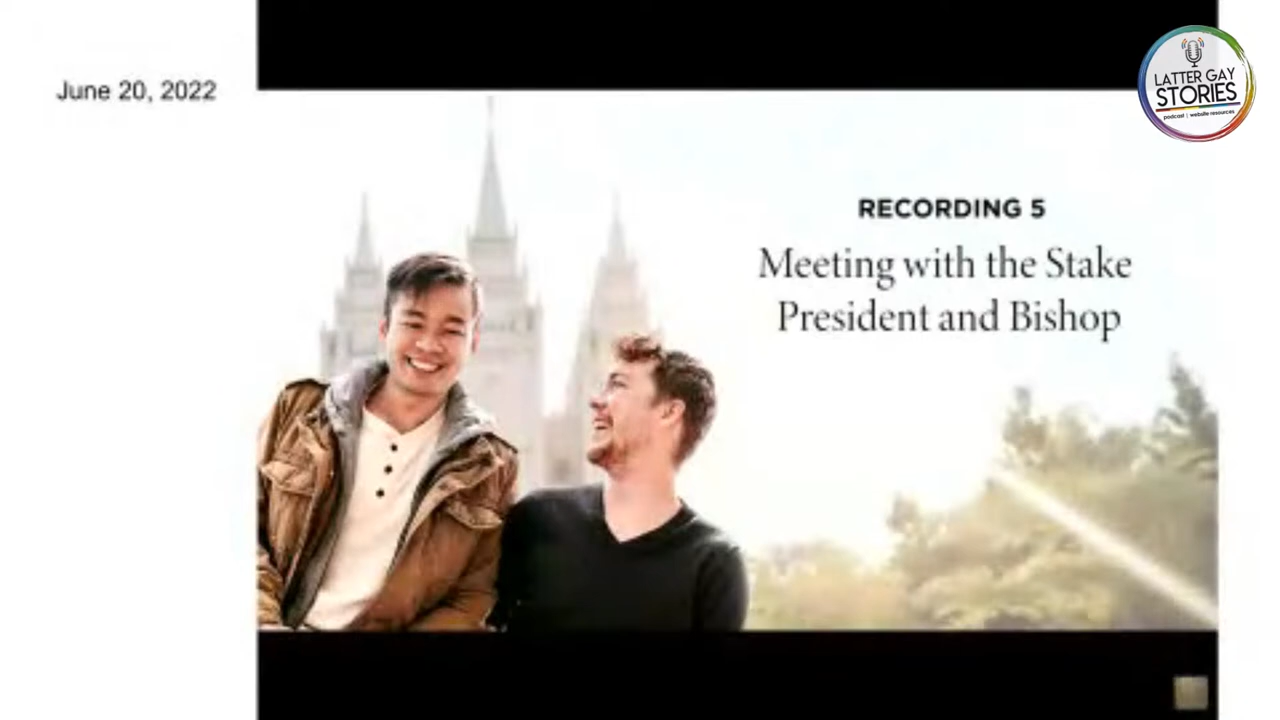 June 20, 2022
LATTER GAY
STORIES
podcast | website resources
RECORDING 5
Meeting with the Stake
President and Bishop